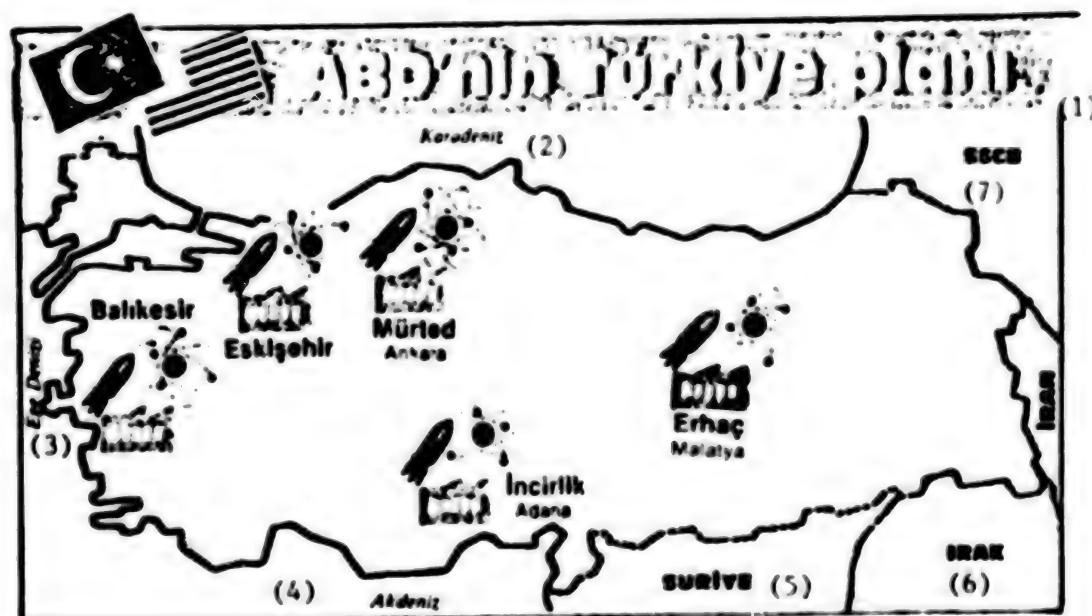 ABD'nin Türkiye planı
(1)
Karadeniz (2)
SSCB
(7)
Balıkesir
Eskişehir
Mürted
Ankara
Ege Denizi
(3)
Erhaç
Malatya
İRAN
İncirlik
Adana
(4)
Akdeniz
SURİYE (5)
IRAK
(6)